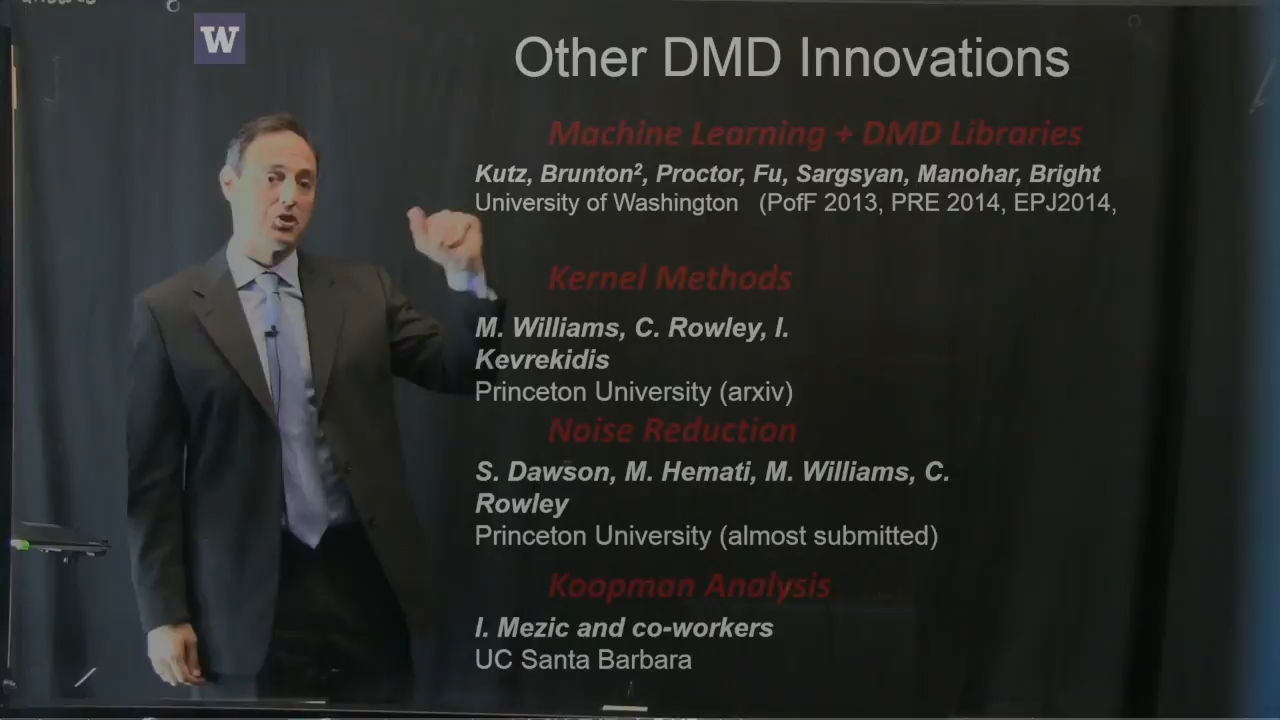 W
Other DMD Innovations
Machine Learning + DMD Libraries
Kutz, Brunton², Proctor, Fu, Sargsyan, Manohar, Bright
University of Washington (PofF 2013, PRE 2014, EPJ2014,
Kernel Methods
M. Williams, C. Rowley, I.
Kevrekidis
Princeton University (arxiv)
Noise Reduction
S. Dawson, M. Hemati, M. Williams, C.
Rowley
Princeton University (almost submitted)
Koopman Analysis
I. Mezic and co-workers
UC Santa Barbara